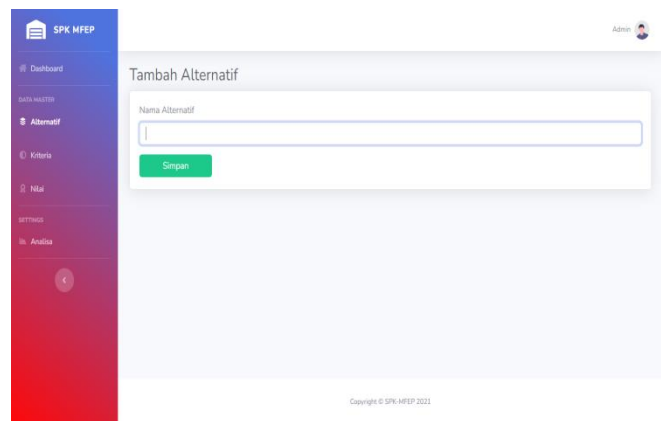 SPK MFEP
Admin
Dashboard
DATA MASTER
Alternatif
Kriteria
Nilai
SETTINGS
Analisa
Tambah Alternatif
Nama Alternatif
Simpan
Copyright © SPK-MFEP 2021